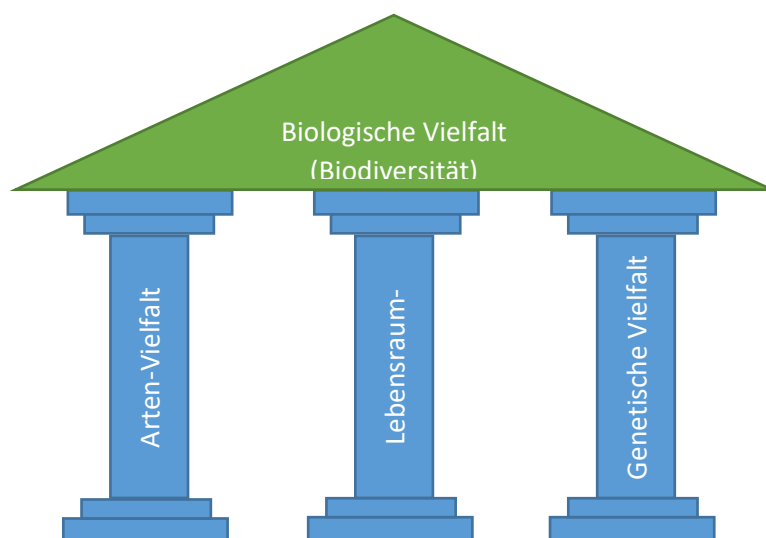 Biologische Vielfalt
(Biodiversität)
Arten-Vielfalt
Lebensraum-
Genetische Vielfalt